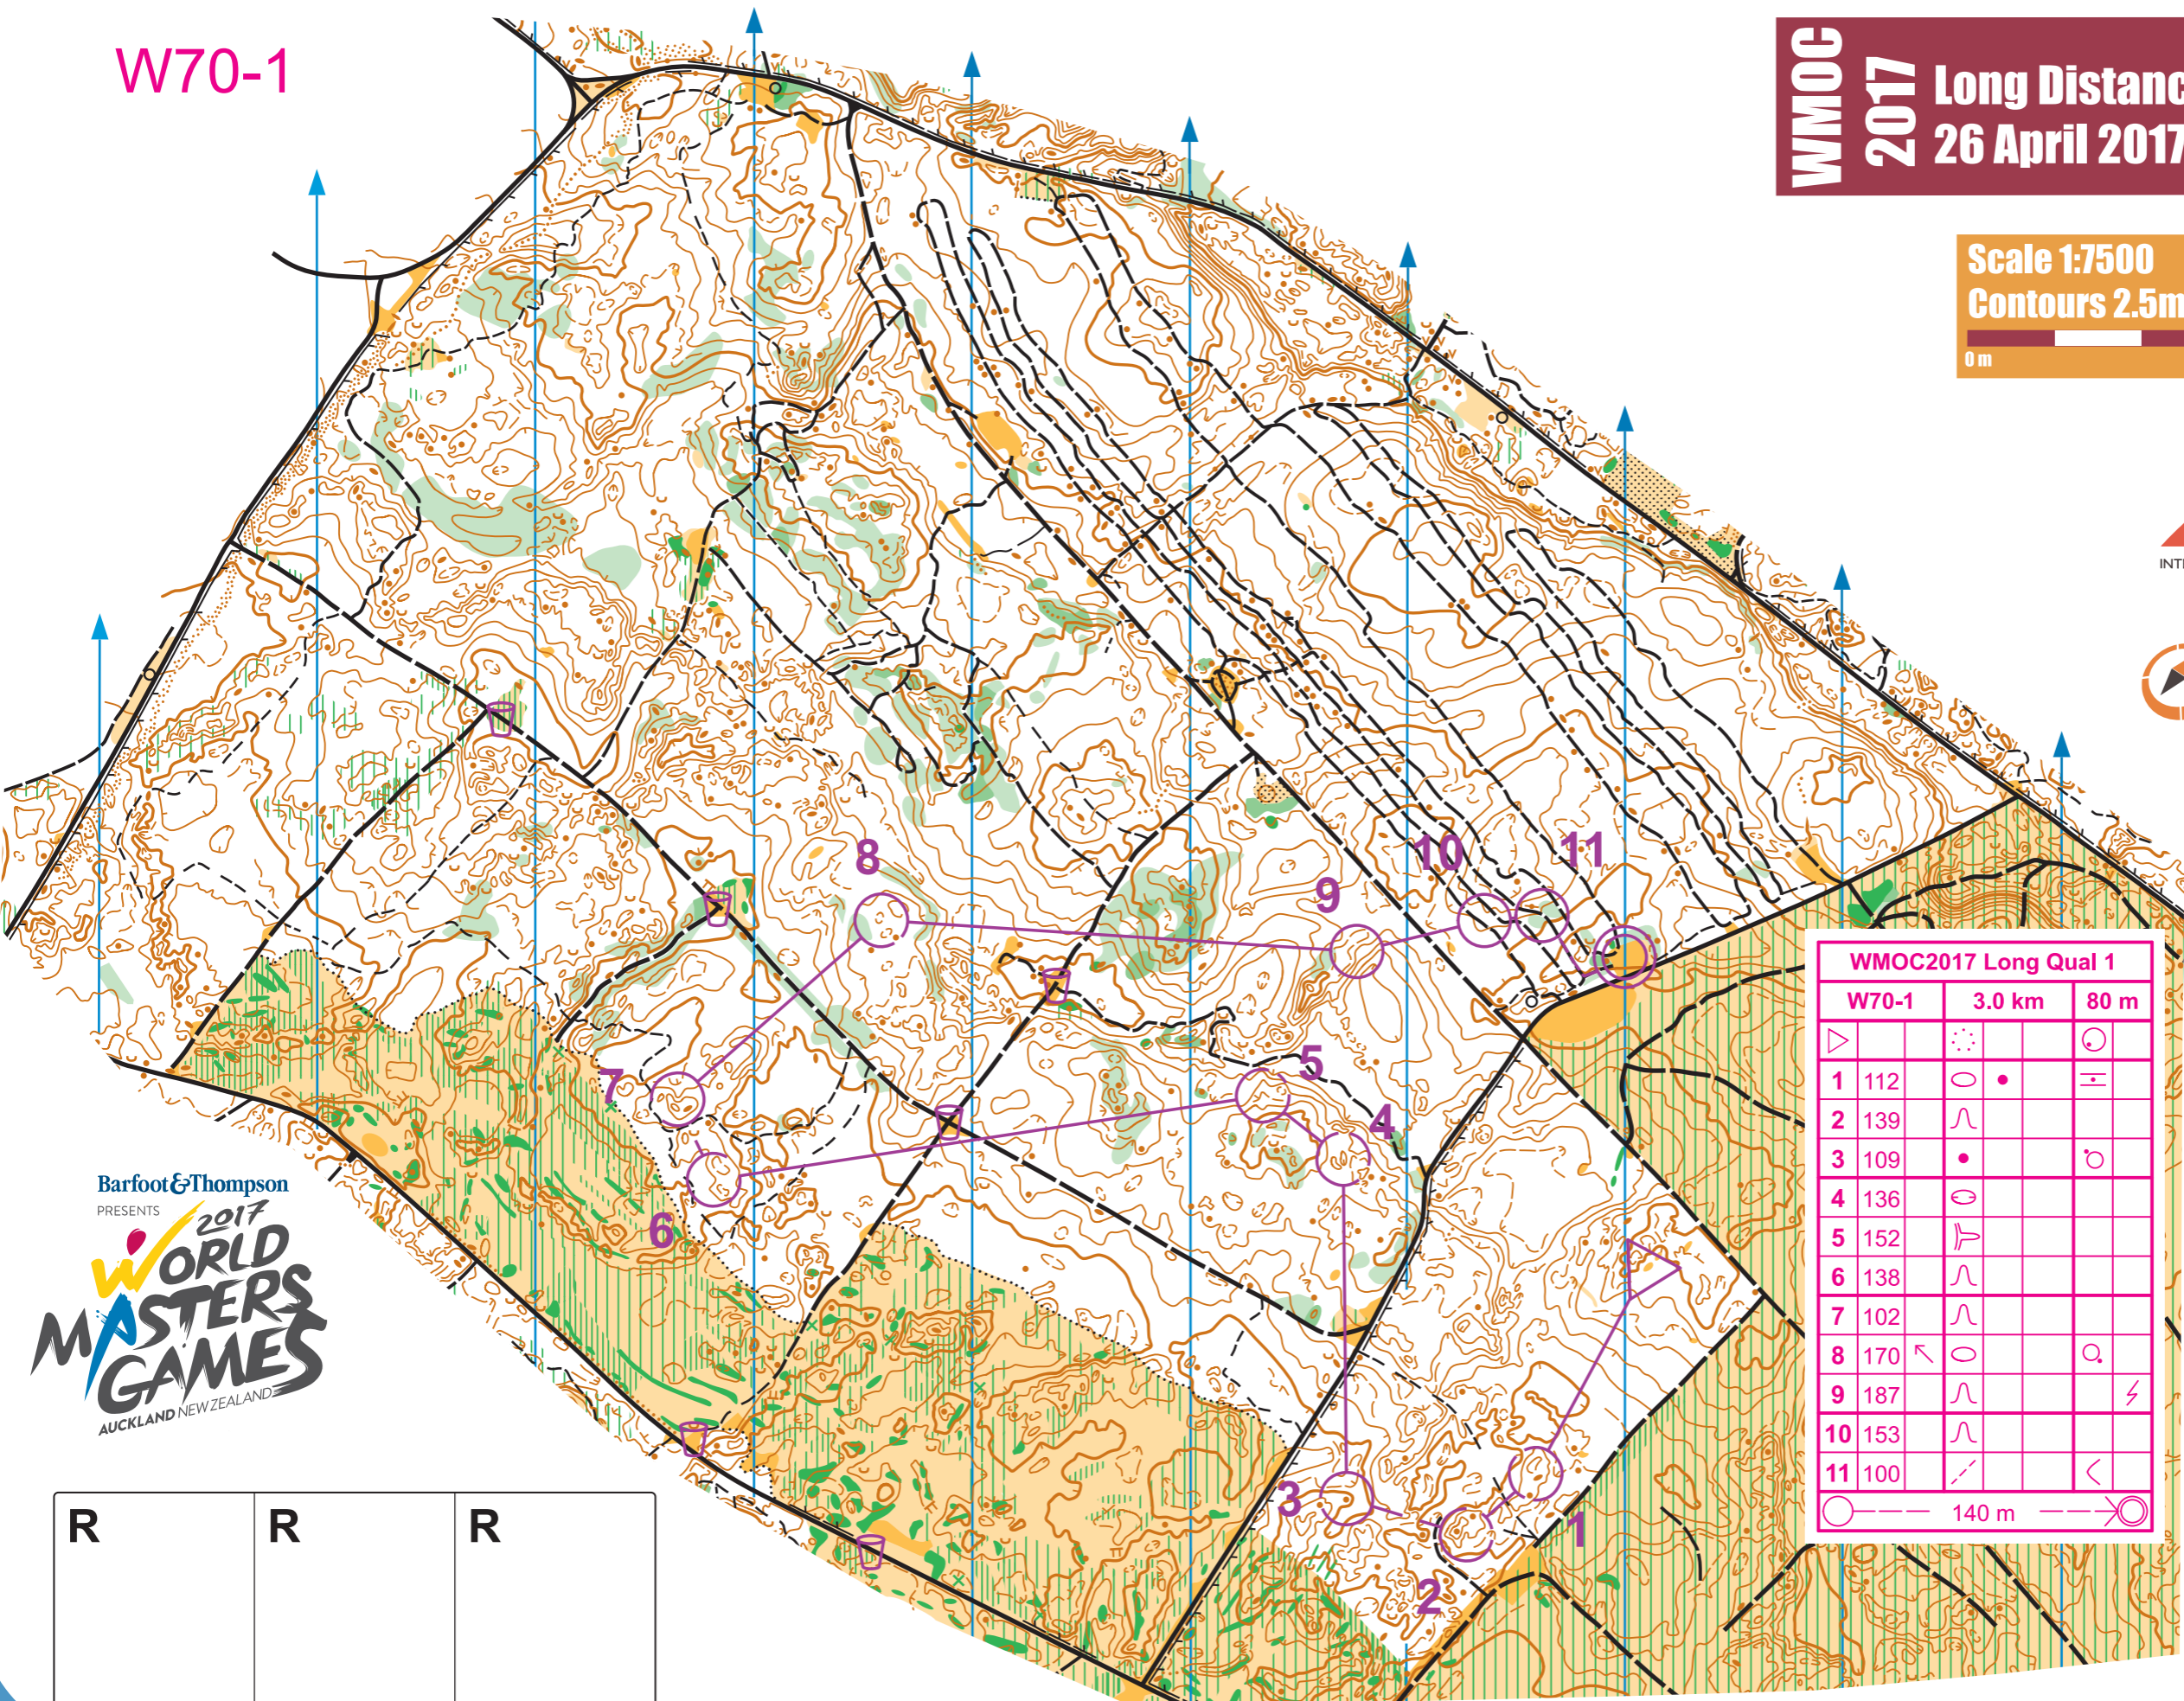 W70-1
WMOC
2017
Long Distanc
26 April 2017
Scale 1:7500
Contours 2.5m
0 m
INTE
8
10
11
9
7
5
4
6
3
1
2
WMOC2017 Long Qual 1
W70-1 3.0 km 80 m
1 112
2 139
3 109
4 136
5 152
6 138
7 102
8 170
9 187
10 153
11 100
140 m
Barfoot&Thompson
PRESENTS
2017
WORLD
MASTERS
GAMES
AUCKLAND NEW ZEALAND
R R R